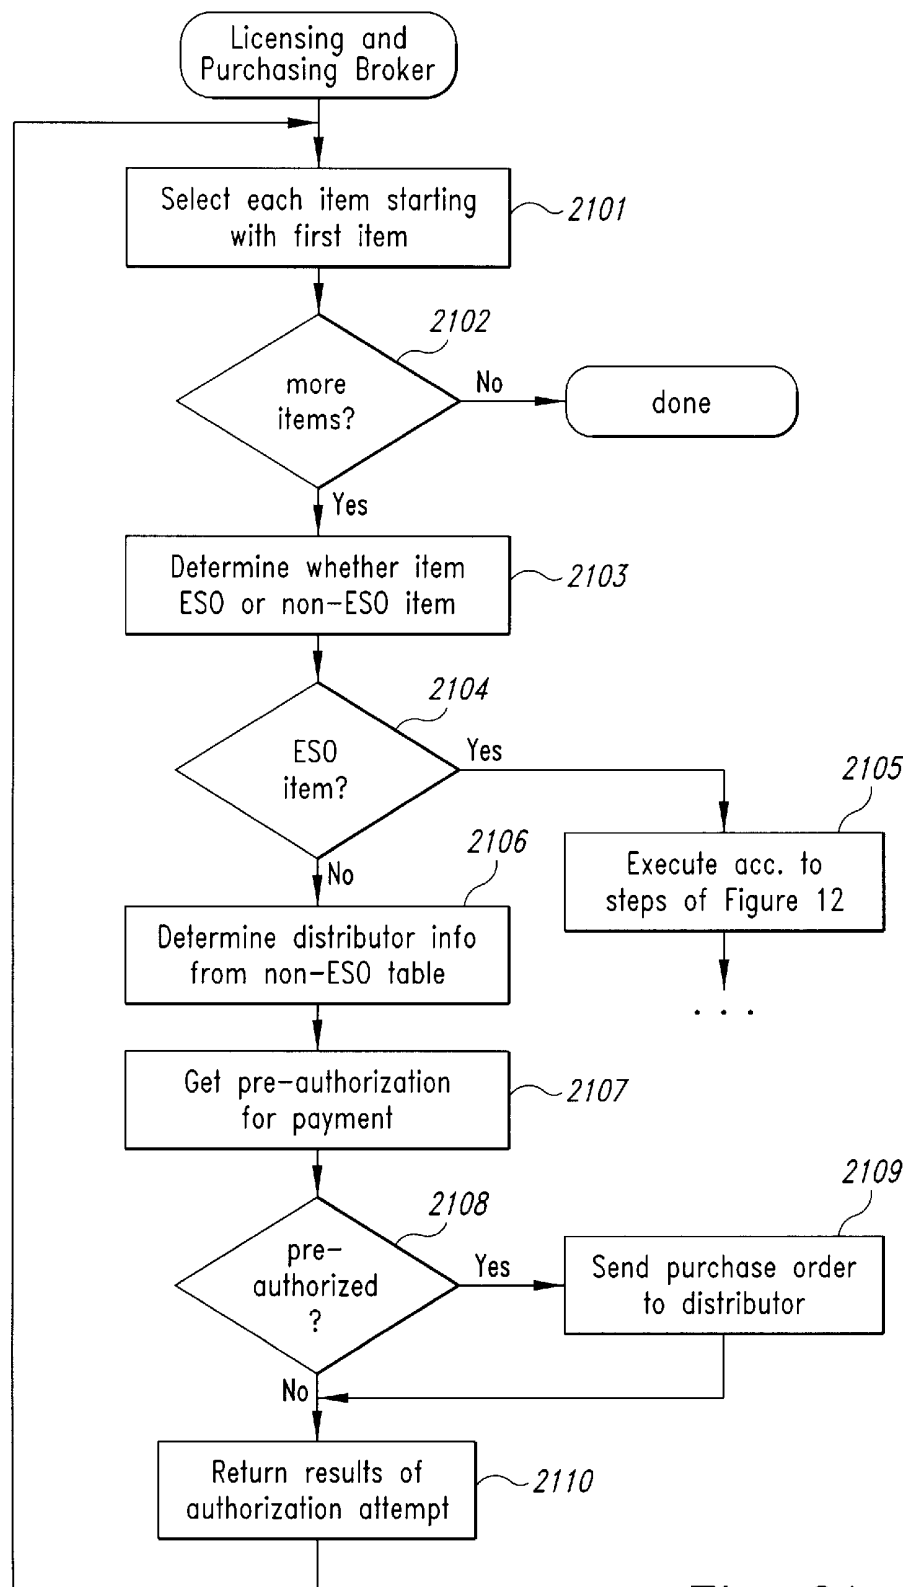 Licensing and
Purchasing Broker
Select each item starting
with first item
2101
2102
more
items?
No
done
Yes
Determine whether item
ESO or non-ESO item
2103
2104
ESO
item?
Yes
2105
Execute acc. to
steps of Figure 12
. . .
No
2106
Determine distributor info
from non-ESO table
Get pre-authorization
for payment
2107
2108
pre-
authorized
?
Yes
2109
Send purchase order
to distributor
No
Return results of
authorization attempt
2110